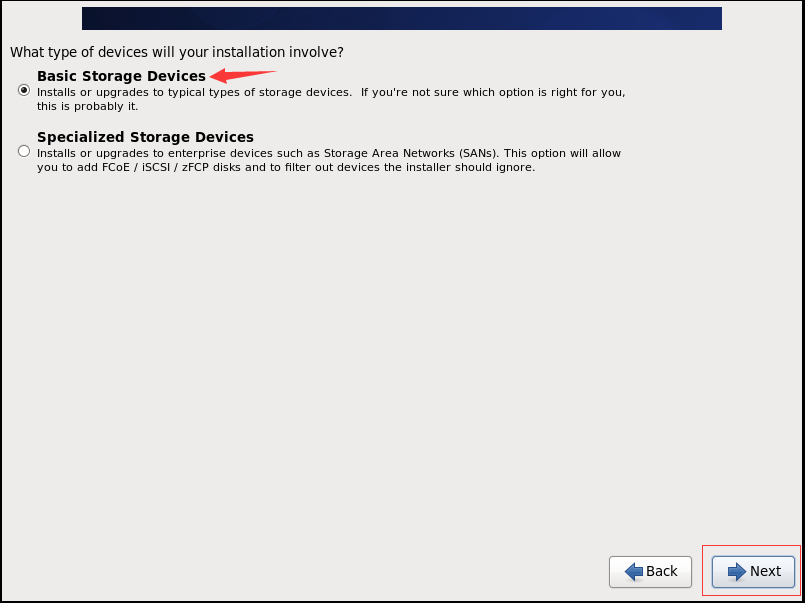 What type of devices will your installation involve?
Basic Storage Devices
Installs or upgrades to typical types of storage devices.  If you're not sure which option is right for you,
this is probably it.
Specialized Storage Devices
Installs or upgrades to enterprise devices such as Storage Area Networks (SANs). This option will allow
you to add FCoE / iSCSI / zFCP disks and to filter out devices the installer should ignore.
Back
Next